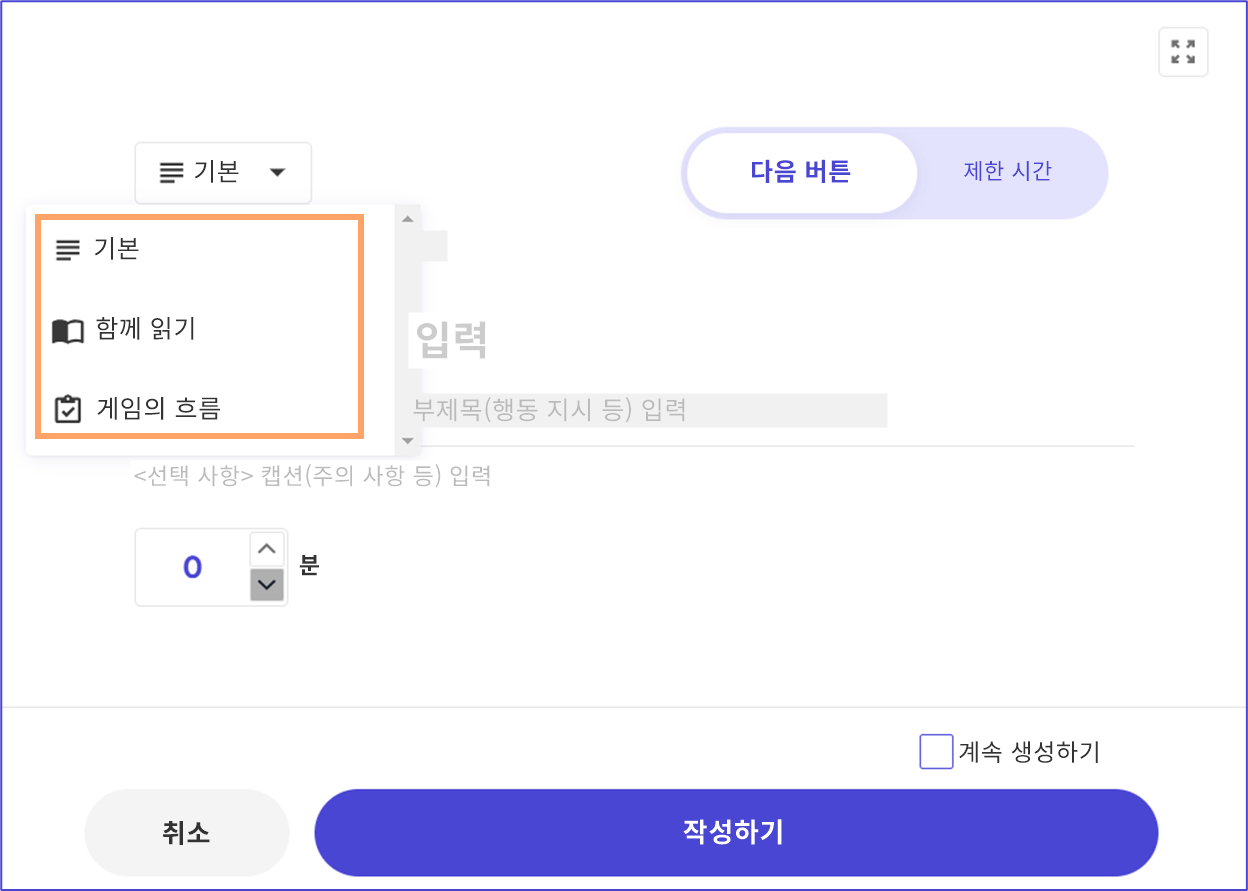 기본
다음 버튼
제한 시간
기본
함께 읽기
게임의 흐름
입력
부제목(행동 지시 등) 입력
<선택 사항> 캡션(주의 사항 등) 입력
0
분
계속 생성하기
취소
작성하기